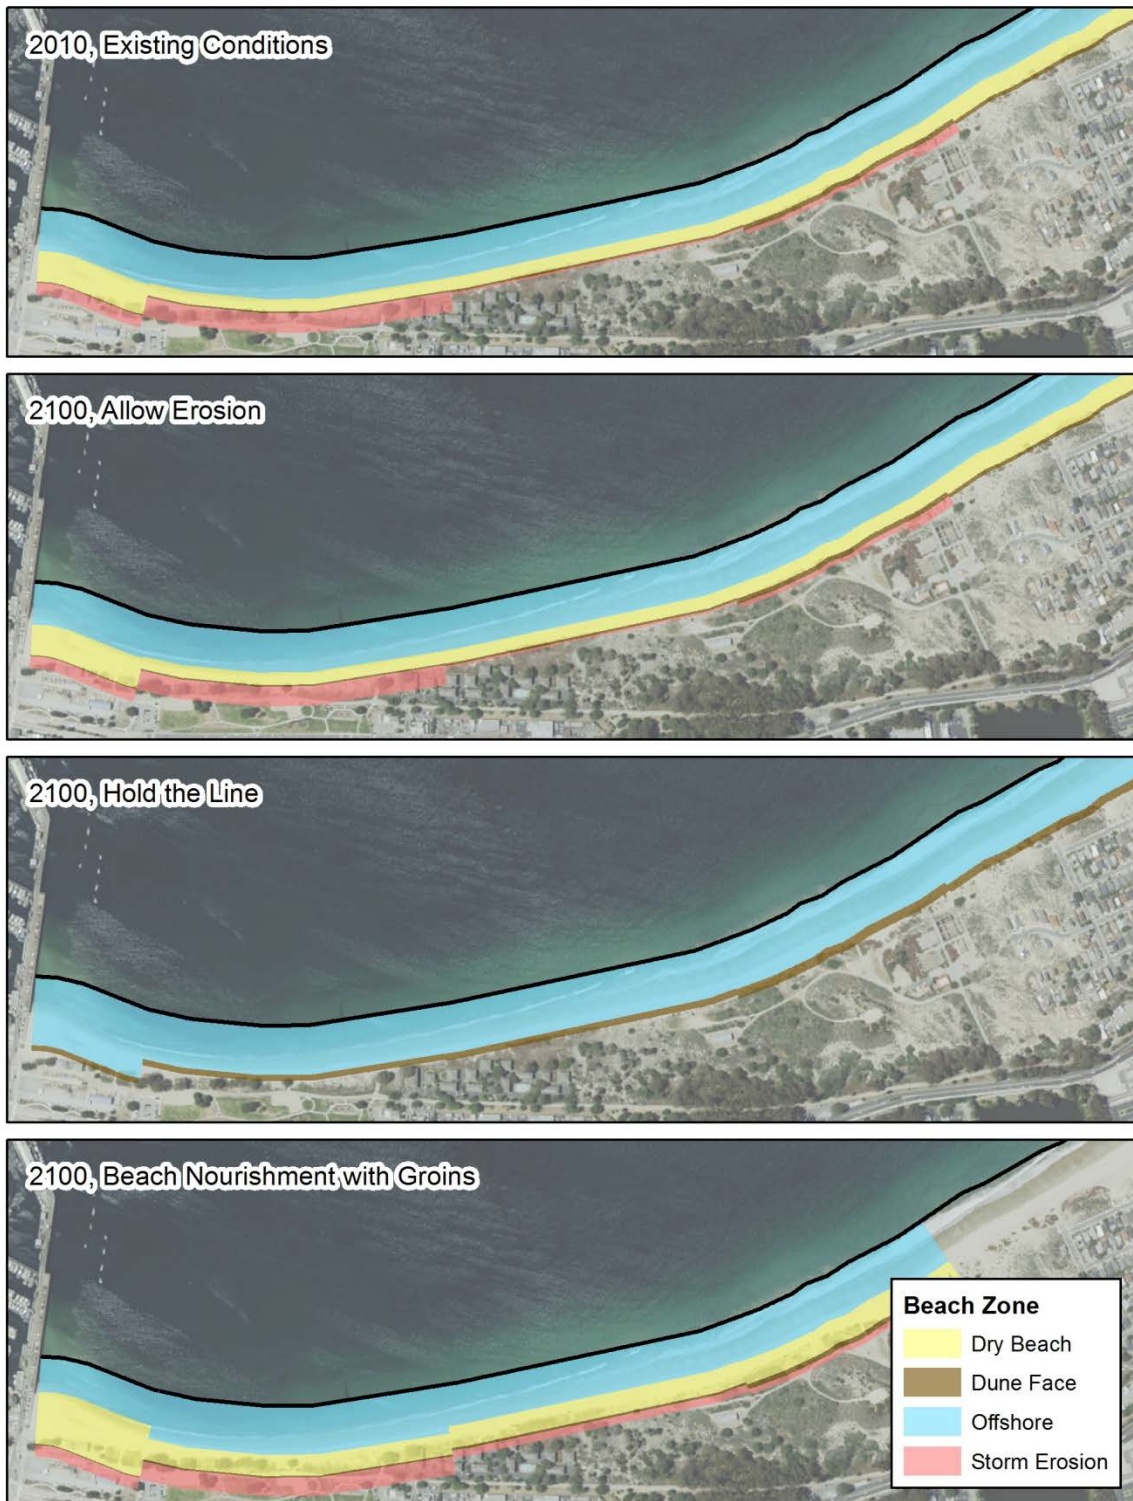 2010, Existing Conditions
2100, Allow Erosion
2100, Hold the Line
2100, Beach Nourishment with Groins
Beach Zone
Dry Beach
Dune Face
Offshore
Storm Erosion